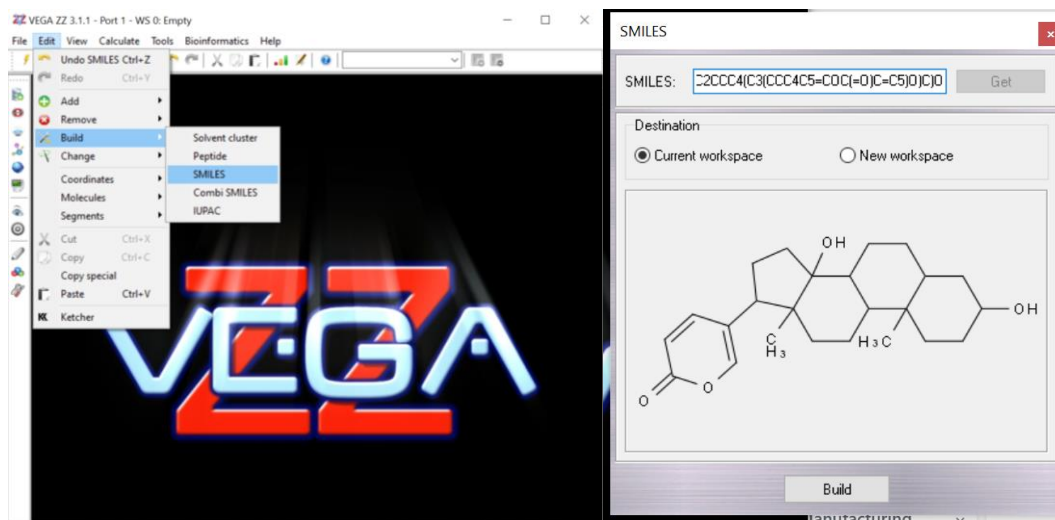 VEGA ZZ 3.1.1 - Port 1 - WS 0: Empty
File Edit View Calculate Tools Bioinformatics Help
Undo SMILES Ctrl+Z
Redo Ctrl+Y
Add
Remove
Build
Change
Coordinates
Molecules
Segments
Cut Ctrl+X
Copy Ctrl+C
Copy special
Paste Ctrl+V
Ketcher
Solvent cluster
Peptide
SMILES
Combi SMILES
IUPAC
ZZ
VEGA
SMILES
SMILES: C2CCC4(C3(CCC4C5=COC(=O)C=C5)O)C)O Get
Destination
Current workspace New workspace
OH
OH
C
H3
H3C
O
O
Build